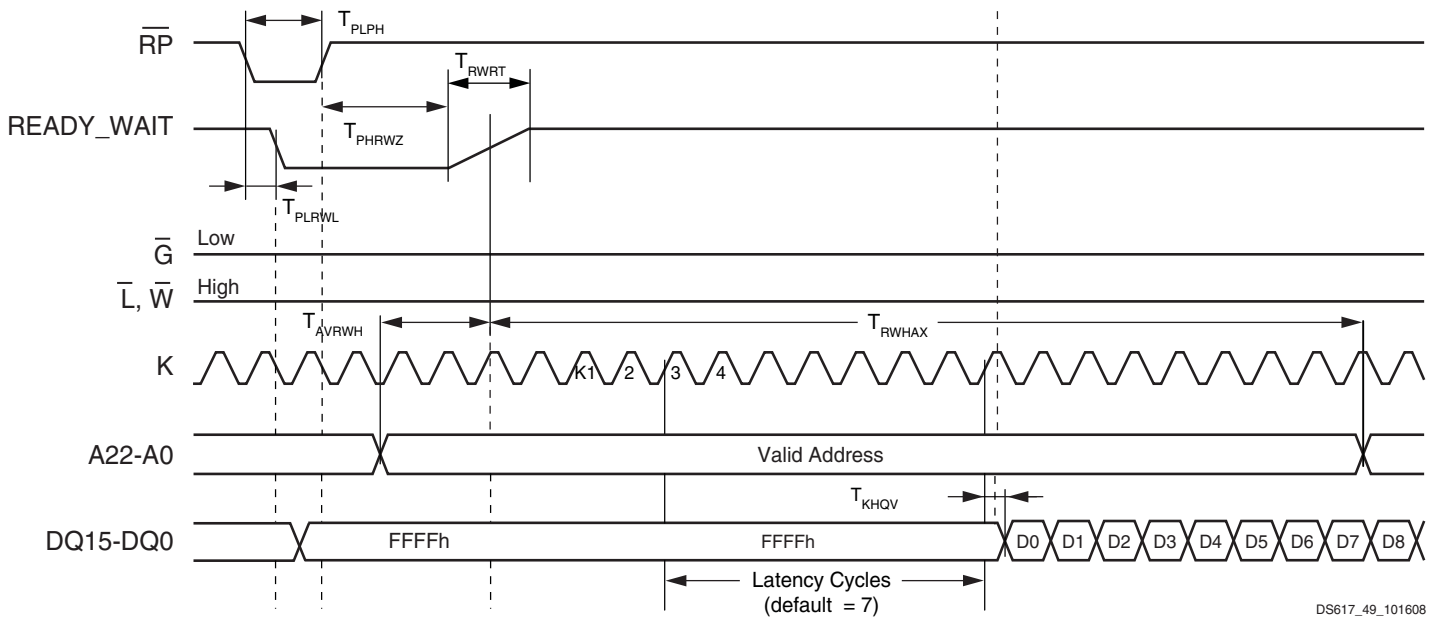 T_PLPH
RP
T_RWRT
READY_WAIT
T_PHRWZ
T_PLRWL
G Low
L, W High
T_AVRWH T_RWHAX
K K1 2 3 4
A22-A0 Valid Address
T_KHQV
DQ15-DQ0 FFFFh FFFFh D0 D1 D2 D3 D4 D5 D6 D7 D8
Latency Cycles
(default = 7)
DS617_49_101608